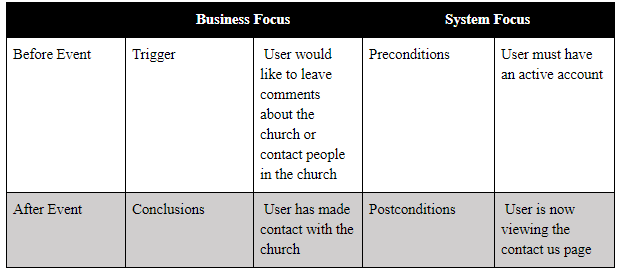 Business Focus
System Focus
Before Event
Trigger
User would
like to leave
comments
about the
church or
contact people
in the church
Preconditions
User must have
an active account
After Event
Conclusions
User has made
contact with the
church
Postconditions
User is now
viewing the
contact us page